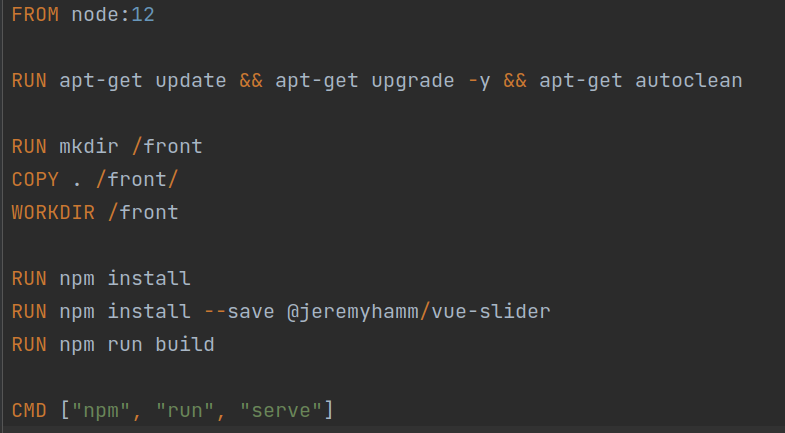 FROM node:12
RUN apt-get update && apt-get upgrade -y && apt-get autoclean
RUN mkdir /front
COPY . /front/
WORKDIR /front
RUN npm install
RUN npm install --save @jeremyhamm/vue-slider
RUN npm run build
CMD ["npm", "run", "serve"]